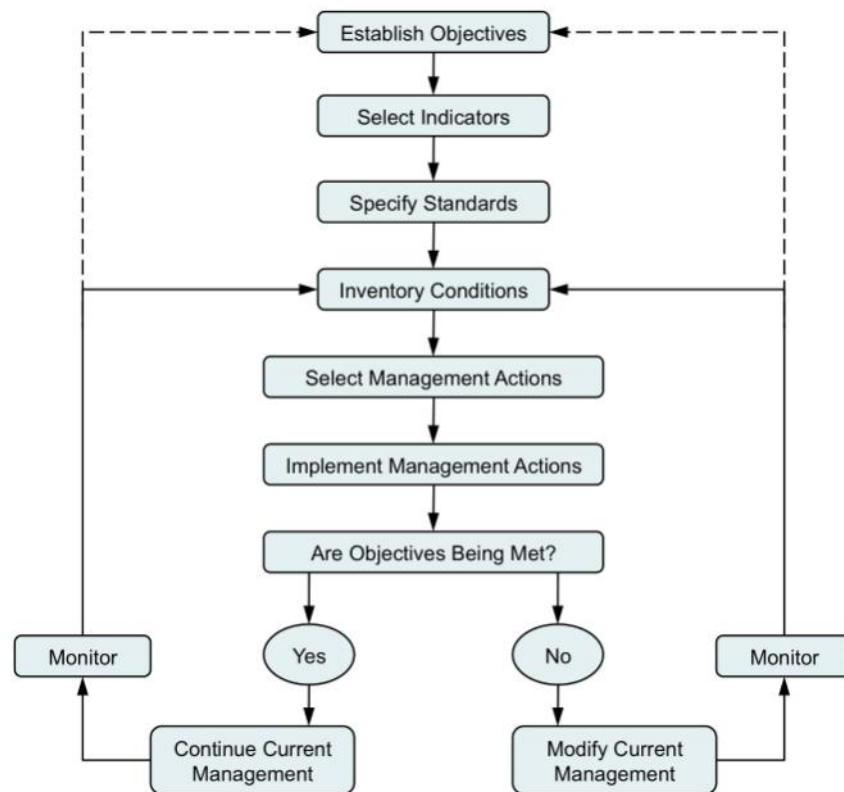 Establish Objectives
Select Indicators
Specify Standards
Inventory Conditions
Select Management Actions
Implement Management Actions
Are Objectives Being Met?
Yes
No
Monitor
Monitor
Continue Current
Management
Modify Current
Management